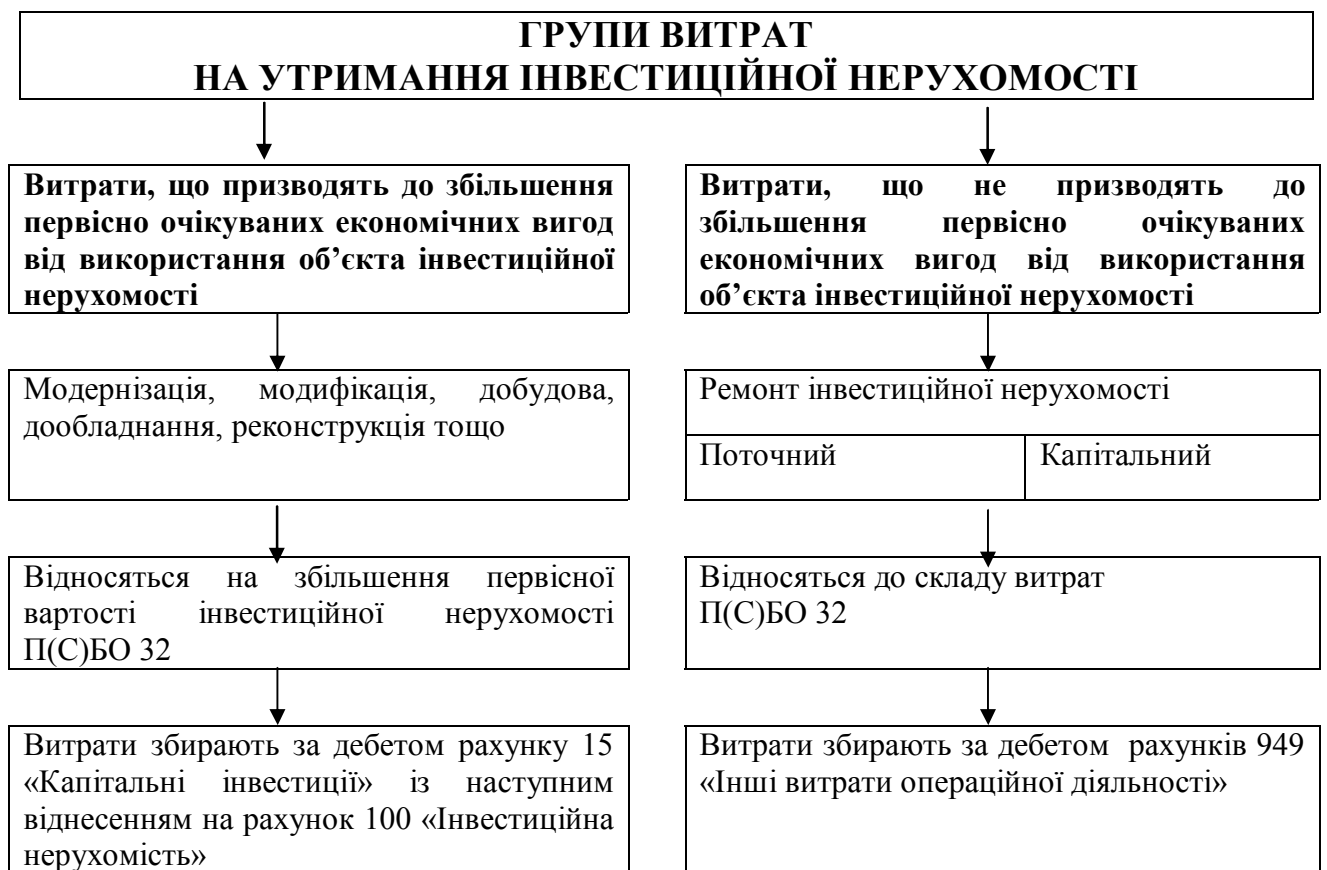 ГРУПИ ВИТРАТ
НА УТРИМАННЯ ІНВЕСТИЦІЙНОЇ НЕРУХОМОСТІ
Витрати, що призводять до збільшення
первісно очікуваних економічних вигод
від використання об’єкта інвестиційної
нерухомості
Витрати, що не призводять до
збільшення первісно очікуваних
економічних вигод від використання
об’єкта інвестиційної нерухомості
Модернізація, модифікація, добудова,
дообладнання, реконструкція тощо
Ремонт інвестиційної нерухомості
Поточний
Капітальний
Відносяться на збільшення первісної
вартості інвестиційної нерухомості
П(С)БО 32
Відносяться до складу витрат
П(С)БО 32
Витрати збирають за дебетом рахунку 15
«Капітальні інвестиції» із наступним
віднесенням на рахунок 100 «Інвестиційна
нерухомість»
Витрати збирають за дебетом рахунків 949
«Інші витрати операційної діяльності»